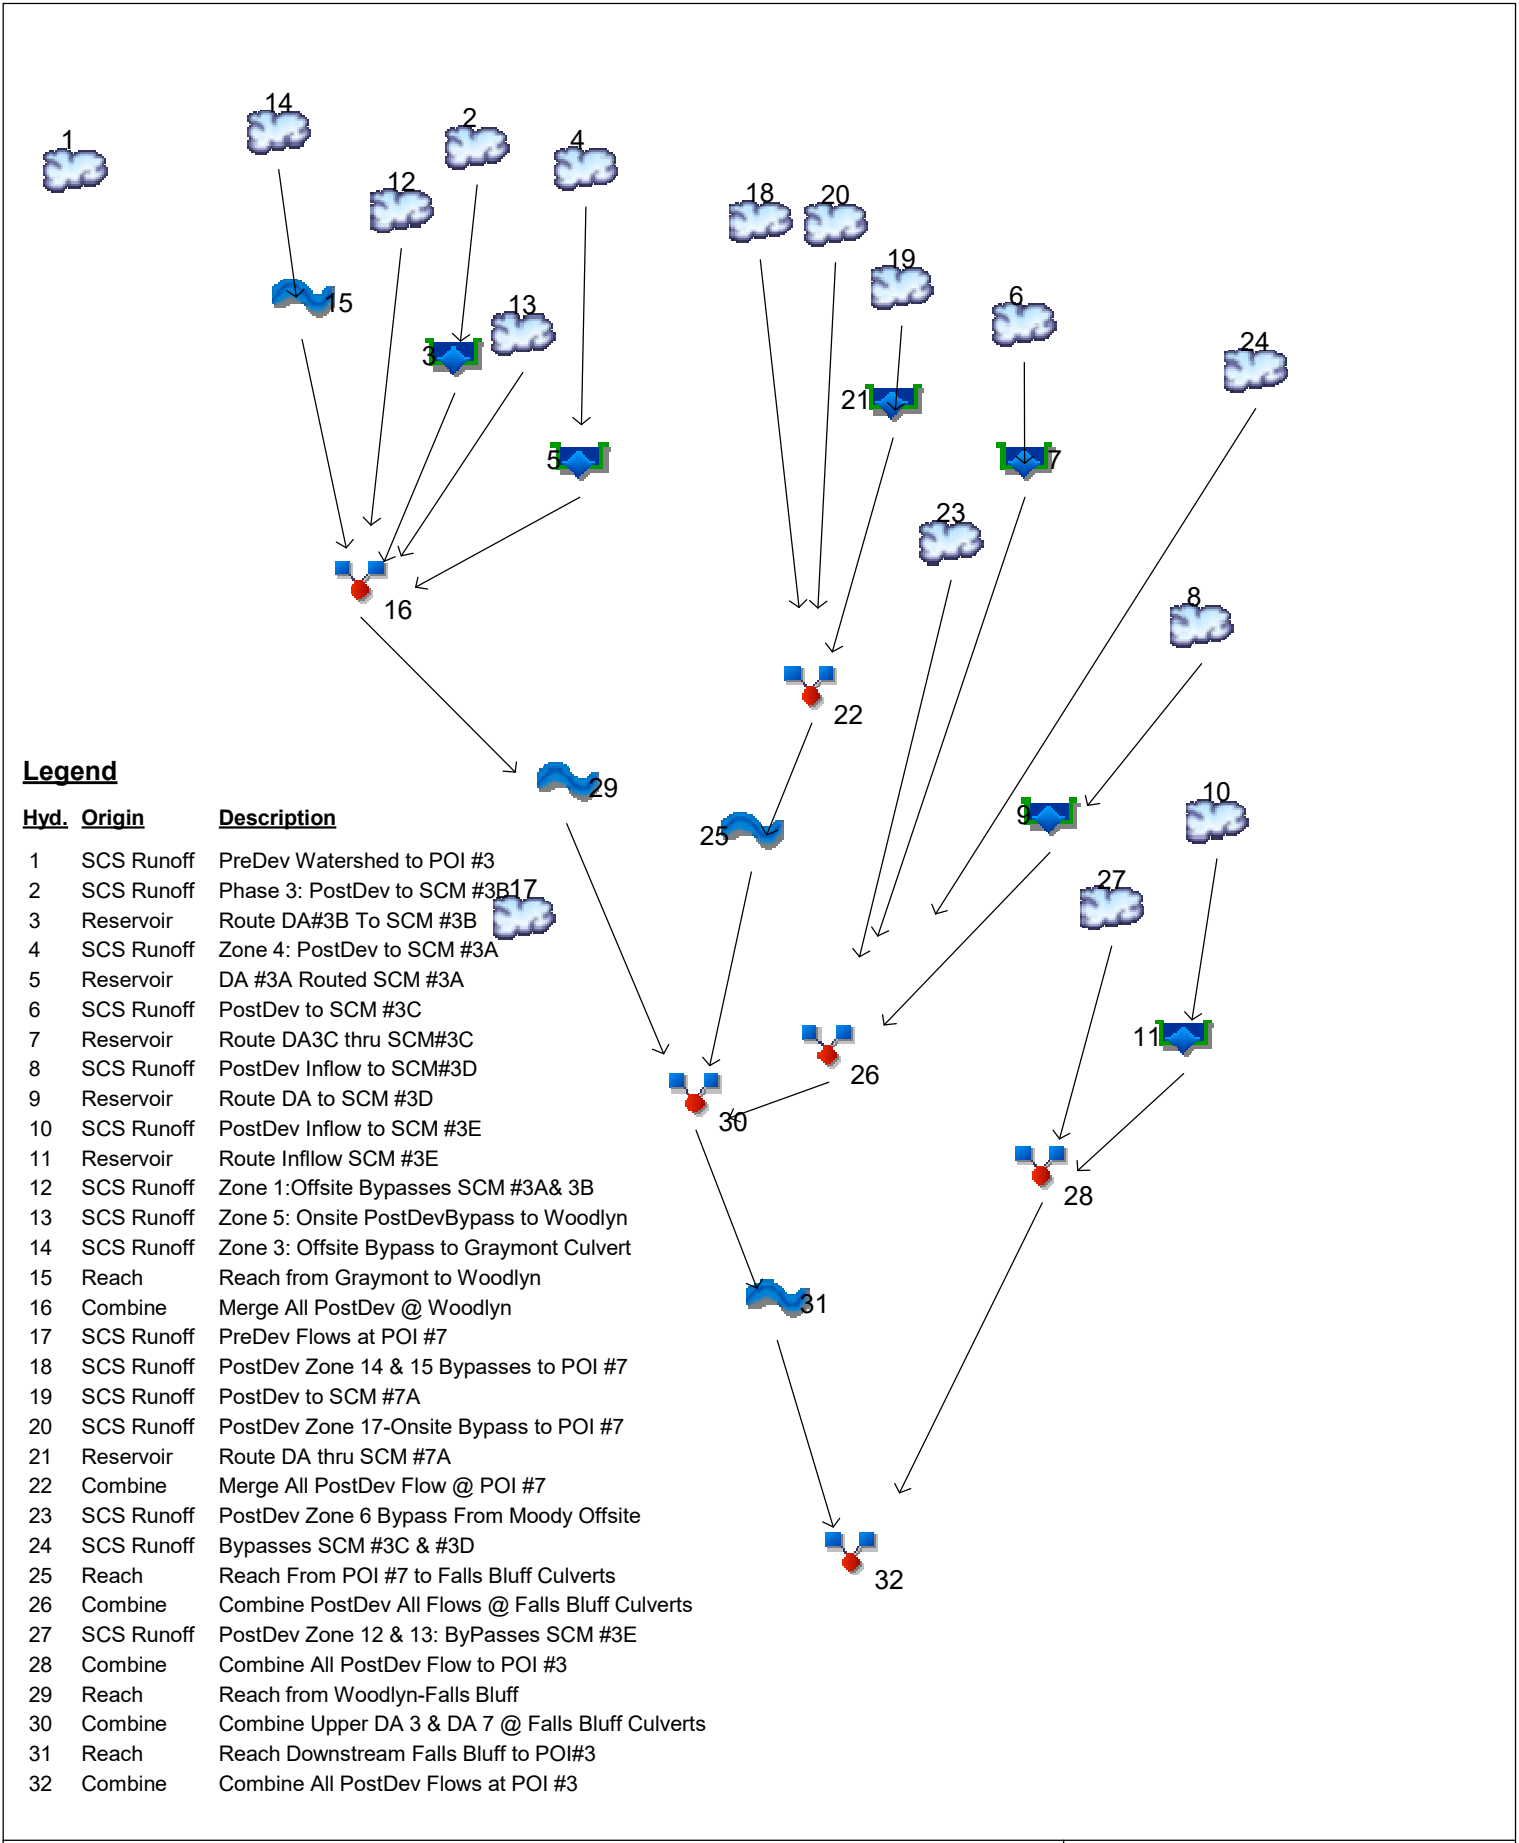 14
2
1
4
12
18
20
19
6
15
13
24
3
21
5
7
23
8
16
22
Legend
29
10
9
25
Hyd. Origin Description
1 SCS Runoff PreDev Watershed to POI #3
27
2 SCS Runoff Phase 3: PostDev to SCM #3B
17
3 Reservoir Route DA#3B To SCM #3B
4 SCS Runoff Zone 4: PostDev to SCM #3A
5 Reservoir DA #3A Routed SCM #3A
6 SCS Runoff PostDev to SCM #3C
7 Reservoir Route DA3C thru SCM#3C
11
8 SCS Runoff PostDev Inflow to SCM#3D
26
9 Reservoir Route DA to SCM #3D
30
10 SCS Runoff PostDev Inflow to SCM #3E
11 Reservoir Route Infllow SCM #3E
12 SCS Runoff Zone 1:Offsite Bypasses SCM #3A& 3B
28
13 SCS Runoff Zone 5: Onsite PostDevBypass to Woodlyn
14 SCS Runoff Zone 3: Offsite Bypass to Graymont Culvert
15 Reach Reach from Graymont to Woodlyn
31
16 Combine Merge All PostDev @ Woodlyn
17 SCS Runoff PreDev Flows at POI #7
18 SCS Runoff PostDev Zone 14 & 15 Bypasses to POI #7
19 SCS Runoff PostDev to SCM #7A
20 SCS Runoff PostDev Zone 17-Onsite Bypass to POI #7
21 Reservoir Route DA thru SCM #7A
22 Combine Merge All PostDev Flow @ POI #7
23 SCS Runoff PostDev Zone 6 Bypass From Moody Offsite
24 SCS Runoff Bypasses SCM #3C & #3D
25 Reach Reach From POI #7 to Falls Bluff Culverts
32
26 Combine Combine PostDev All Flows @ Falls Bluff Culverts
27 SCS Runoff PostDev Zone 12 & 13: ByPasses SCM #3E
28 Combine Combine All PostDev Flow to POI #3
29 Reach Reach from Woodlyn-Falls Bluff
30 Combine Combine Upper DA 3 & DA 7 @ Falls Bluff Culverts
31 Reach Reach Downstream Falls Bluff to POI#3
32 Combine Combine All PostDev Flows at POI #3